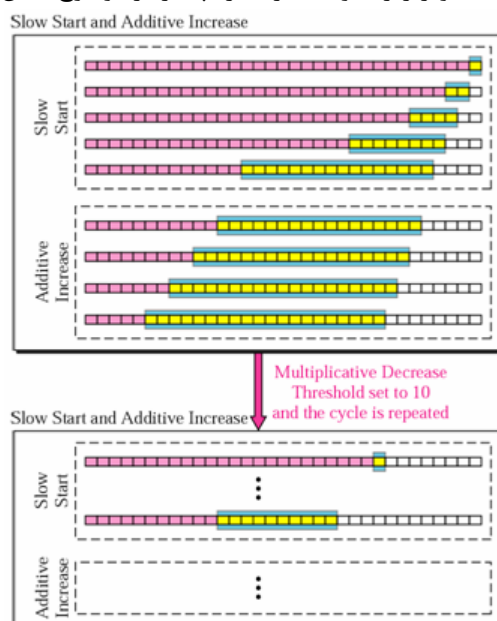 Slow Start and Additive Increase
Slow
Start
Additive
Increase
Multiplicative Decrease
Threshold set to 10
and the cycle is repeated
Slow Start and Additive Increase
Slow
Start
Additive
Increase